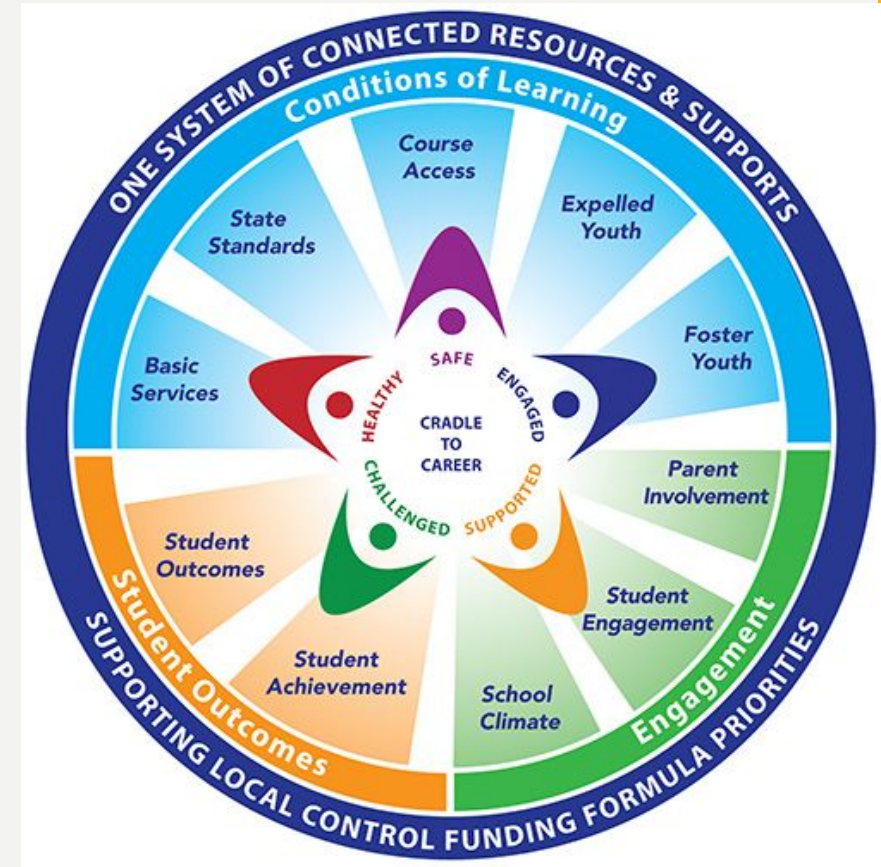 ONE SYSTEM OF CONNECTED RESOURCES & SUPPORTS
Conditions of Learning
Basic
Services
State
Standards
Course
Access
Expelled
Youth
Foster
Youth
Engagement
Parent
Involvement
Student
Engagement
School
Climate
Student Outcomes
Student
Achievement
Student
Outcomes
HEALTHY
SAFE
ENGAGED
SUPPORTED
CHALLENGED
CRADLE
TO
CAREER
SUPPORTING LOCAL CONTROL FUNDING FORMULA PRIORITIES